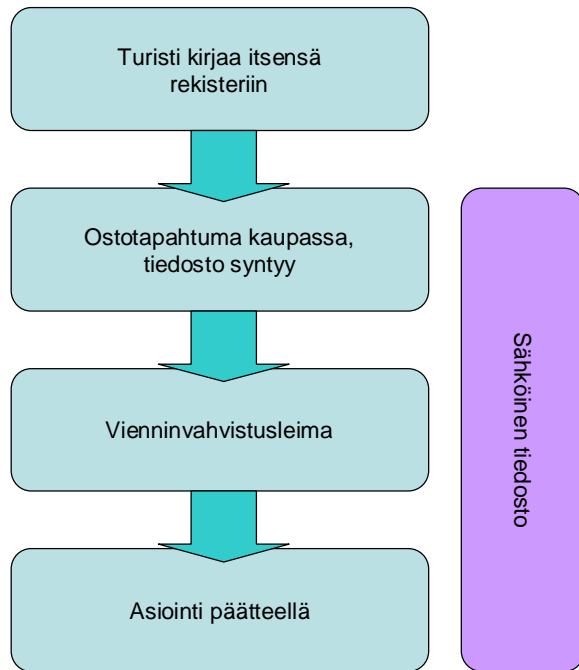 Turisti kirjaa itsensä
rekisteriin
Ostotapahtuma kaupassa,
tiedosto syntyy
Vienninvahvistusleima
Asiointi päätteellä
Sähköinen tiedosto